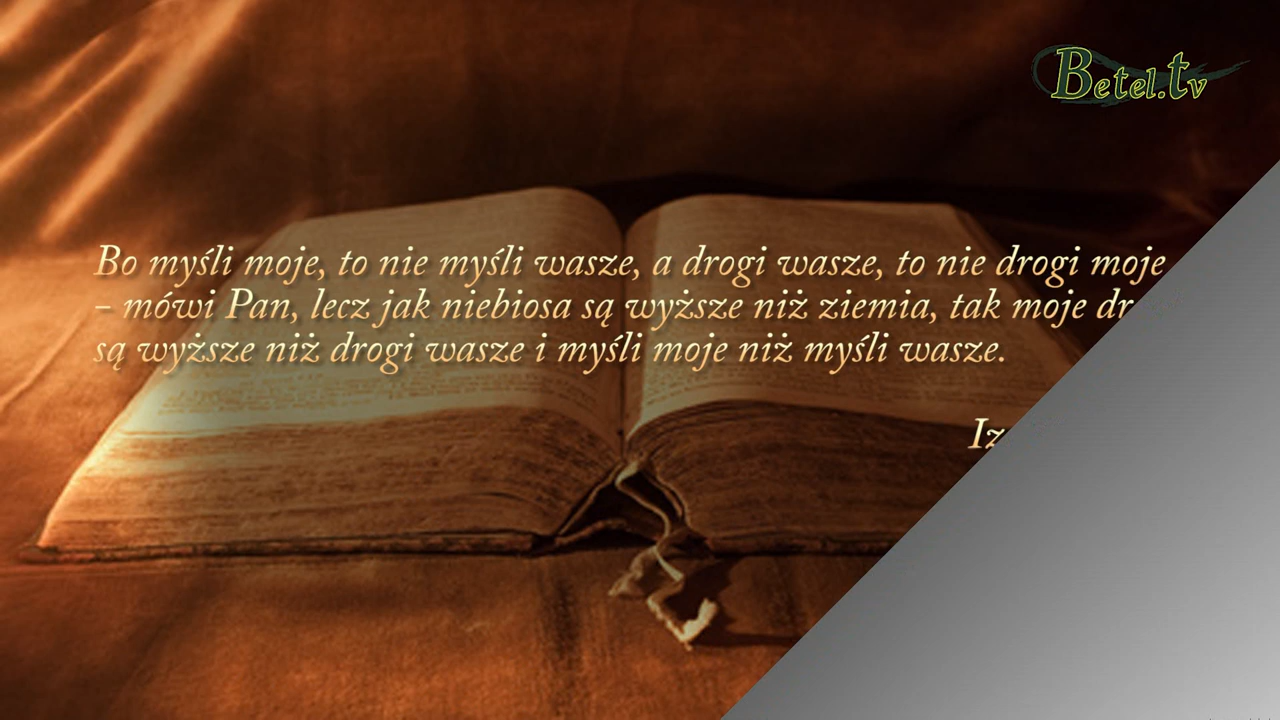 Betel.tv
Bo myśli moje, to nie myśli wasze, a drogi wasze, to nie drogi moje
– mówi Pan, lecz jak niebiosa są wyższe niż ziemia, tak moje
są wyższe niż drogi wasze i myśli moje niż myśli wasze.